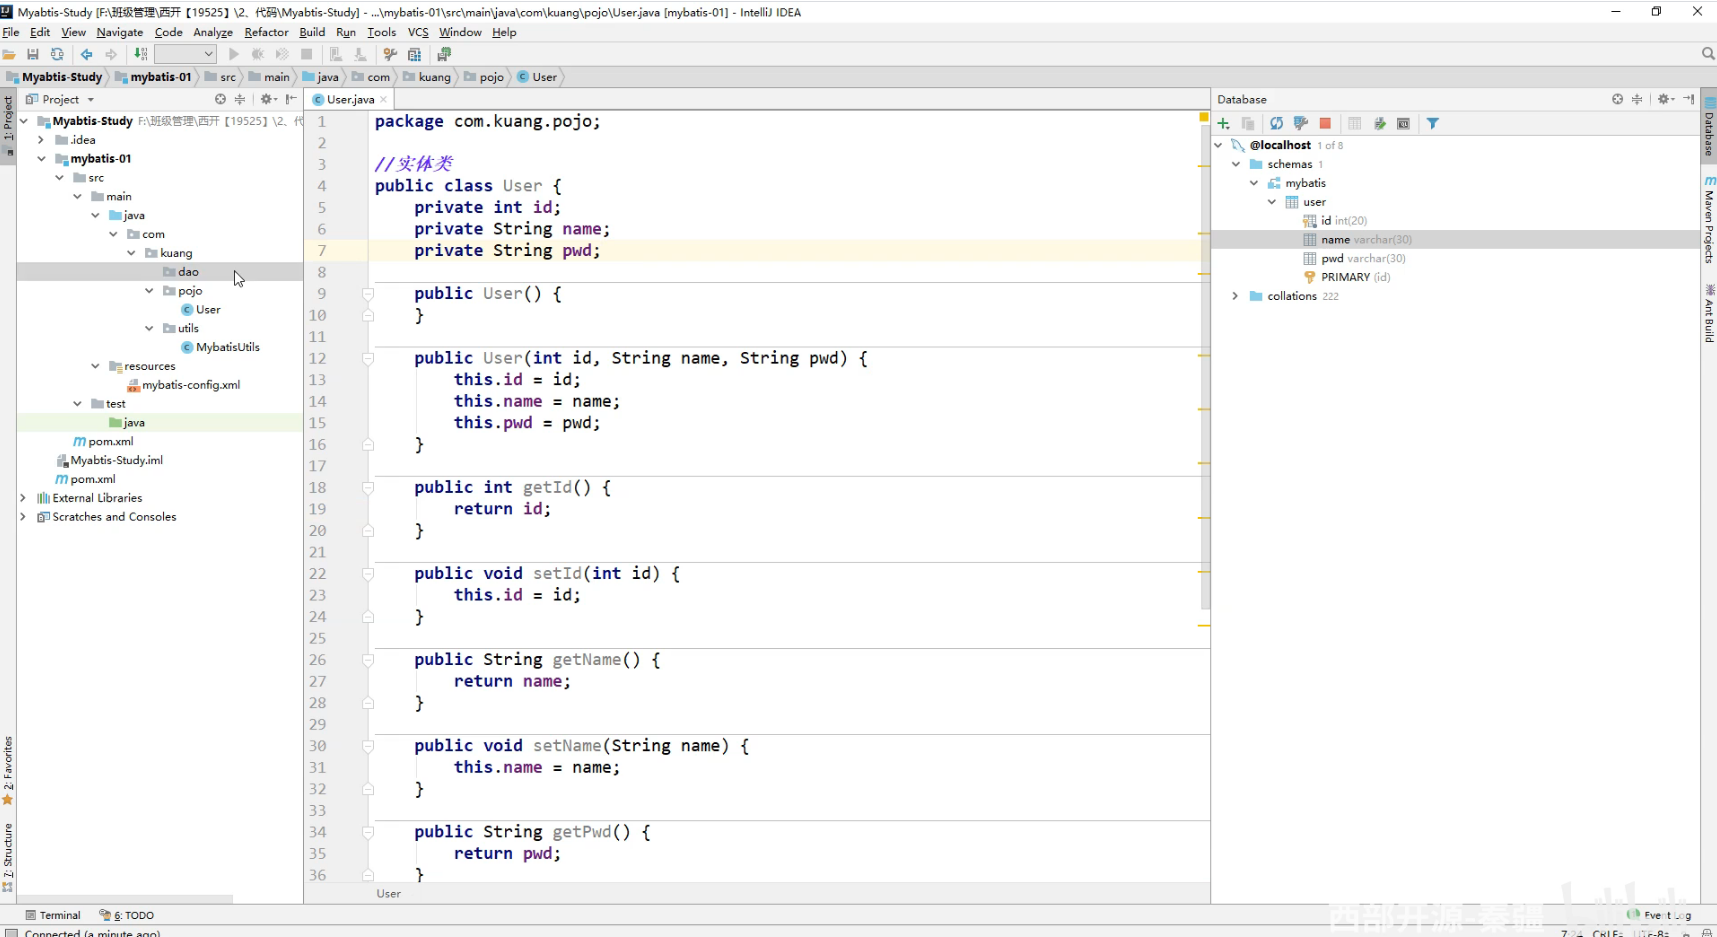 Myabtis-Study [F:\班级管理\西开【19525】\2、代码\Myabtis-Study] - ...\mybatis-01\src\main\java\com\kuang\pojo\User.java [mybatis-01] - IntelliJ IDEA
File Edit View Navigate Code Analyze Refactor Build Run Tools VCS Window Help
Myabtis-Study mybatis-01 src main java com kuang pojo User
1: Project
2: Favorites
7: Structure
Project
Myabtis-Study F:\班级管理\西开【19525】\2、代
.idea
mybatis-01
src
main
java
com
kuang
dao
pojo
User
utils
MybatisUtils
resources
mybatis-config.xml
test
java
pom.xml
Myabtis-Study.iml
pom.xml
External Libraries
Scratches and Consoles
User.java
1 package com.kuang.pojo;
2
3 //实体类
4 public class User {
5 private int id;
6 private String name;
7 private String pwd;
8
9 public User() {
10 }
11
12 public User(int id, String name, String pwd) {
13 this.id = id;
14 this.name = name;
15 this.pwd = pwd;
16 }
17
18 public int getId() {
19 return id;
20 }
21
22 public void setId(int id) {
23 this.id = id;
24 }
25
26 public String getName() {
27 return name;
28 }
29
30 public void setName(String name) {
31 this.name = name;
32 }
33
34 public String getPwd() {
35 return pwd;
36 }
User
Database
@localhost 1 of 8
schemas 1
mybatis
user
id int(20)
name varchar(30)
pwd varchar(30)
PRIMARY (id)
collations 222
Database
Maven Projects
Ant Build
Terminal 6: TODO
西部开源-秦疆
Event Log
Connected (a minute ago)
7:24 CRLF÷ UTF-8÷